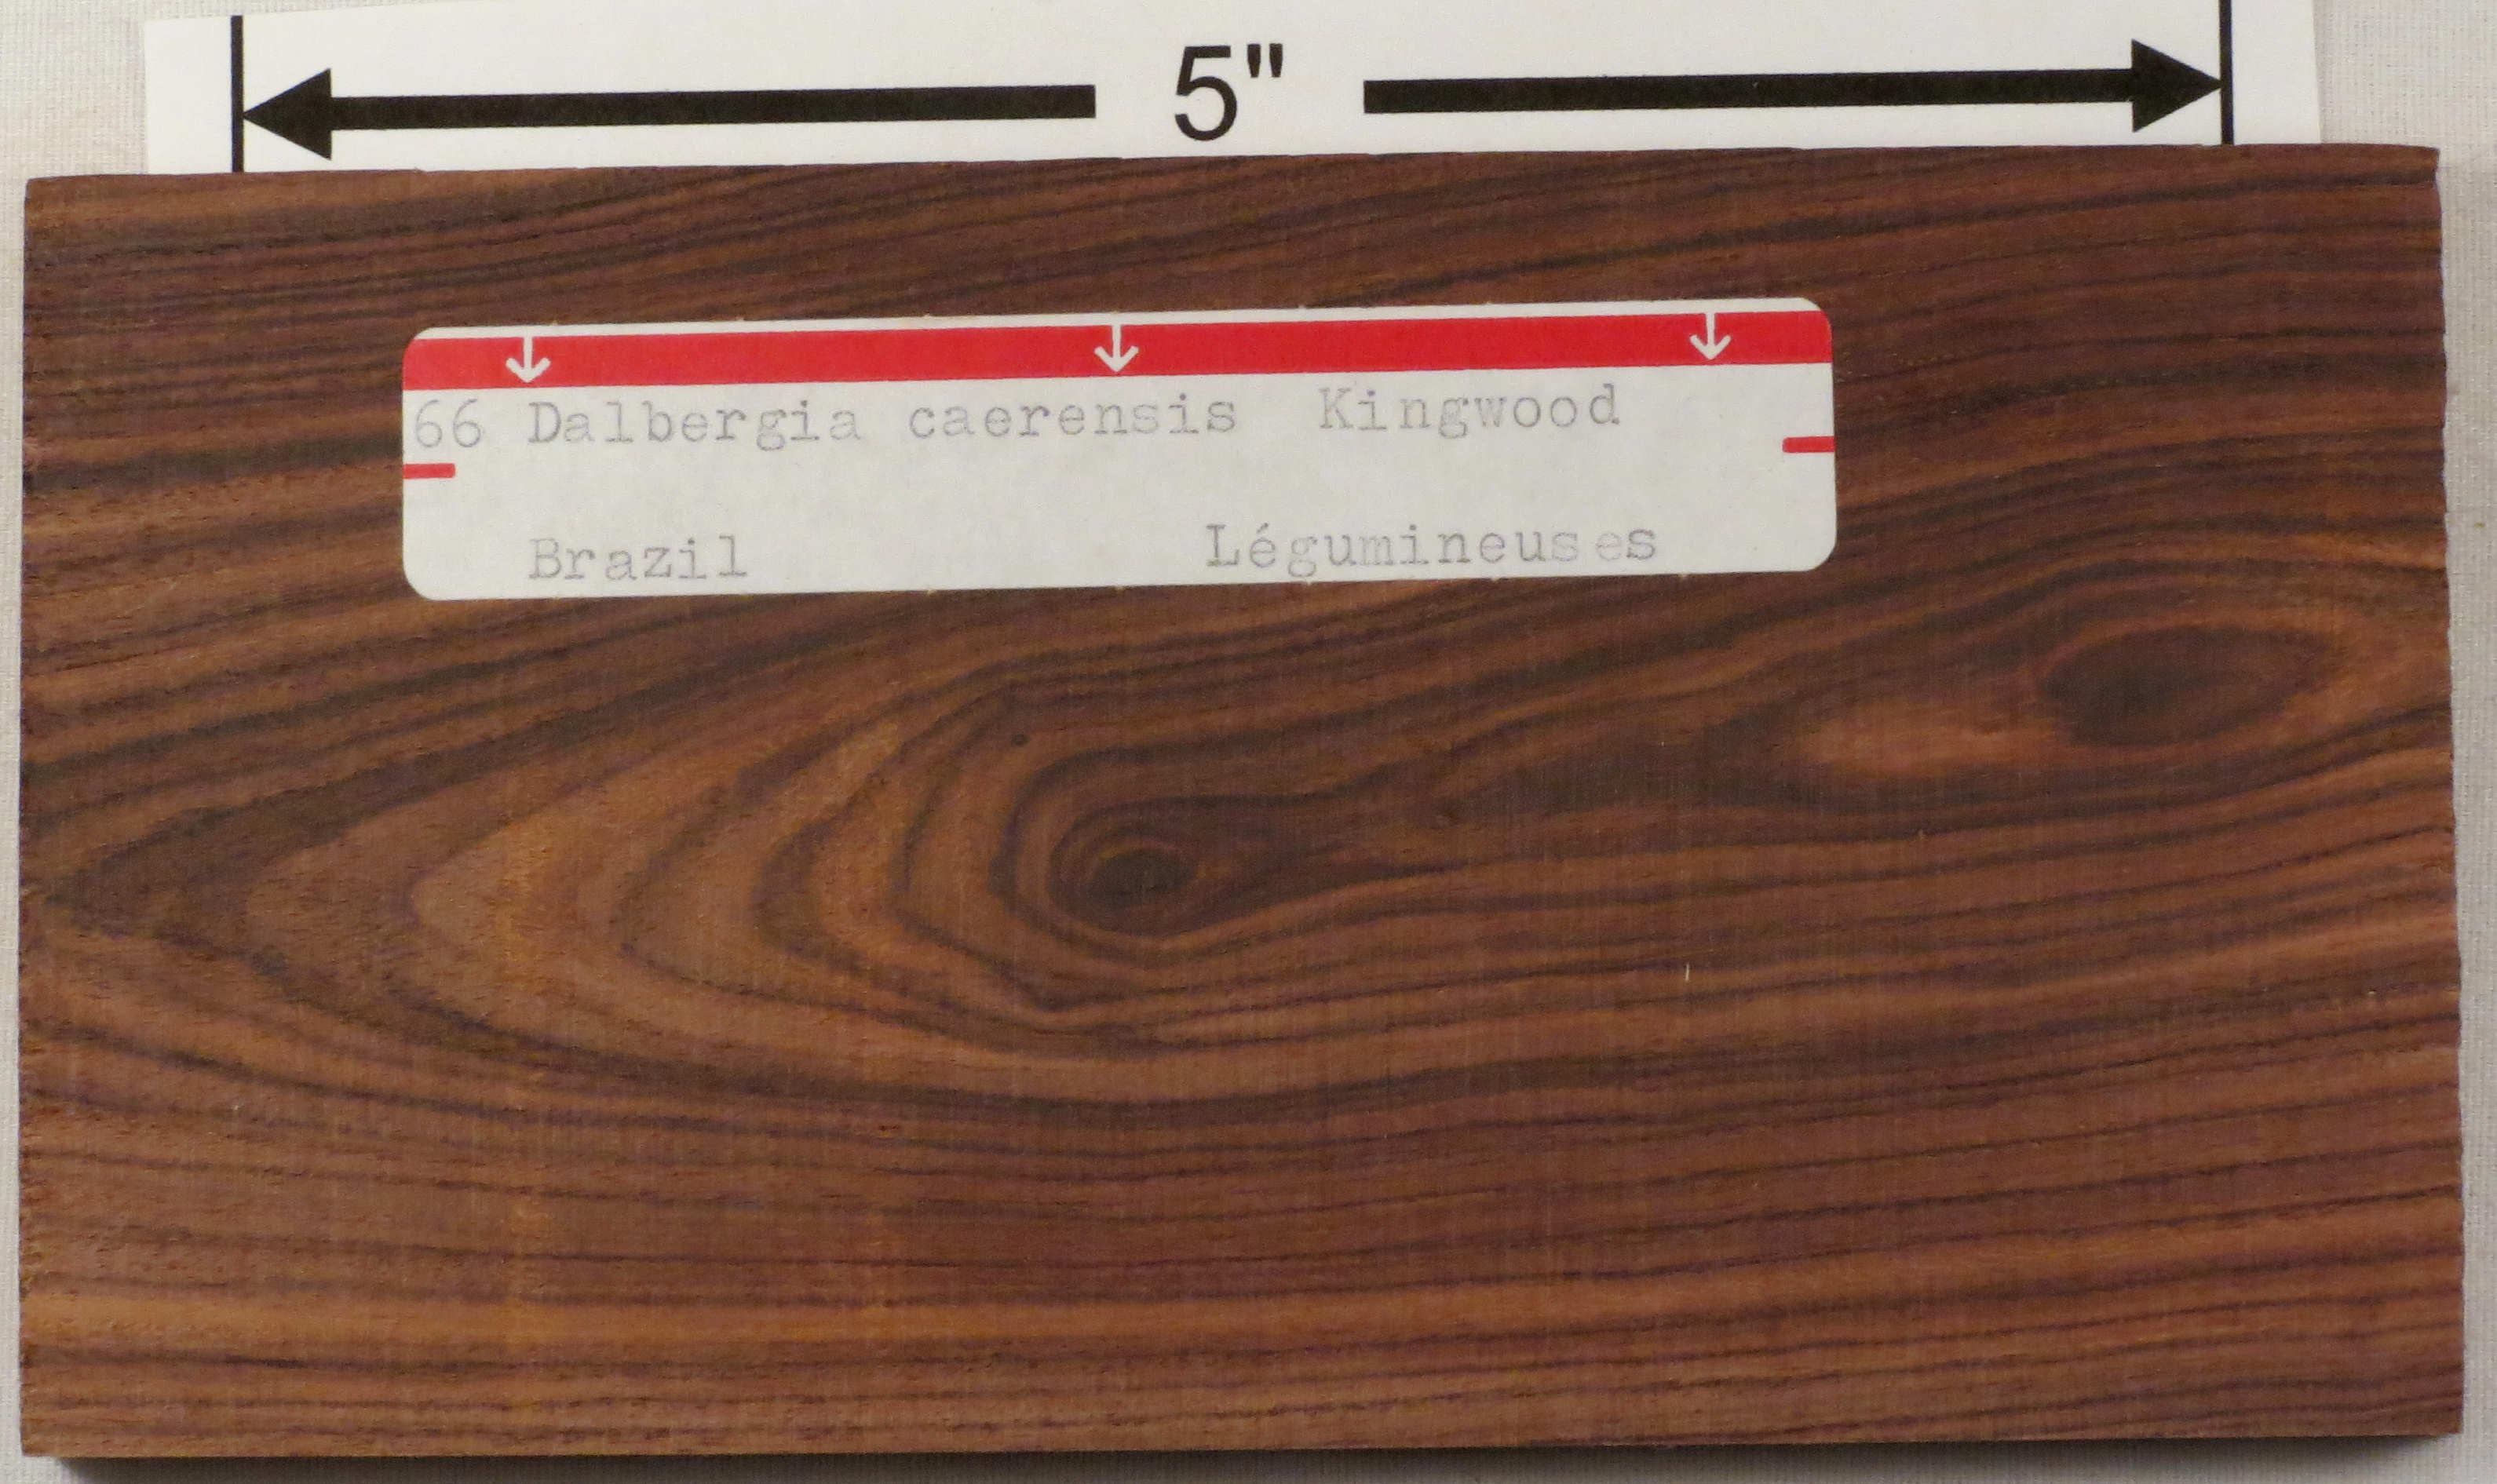 5"
66 Dalbergia caerensis Kingwood
Brazil Légumineuses